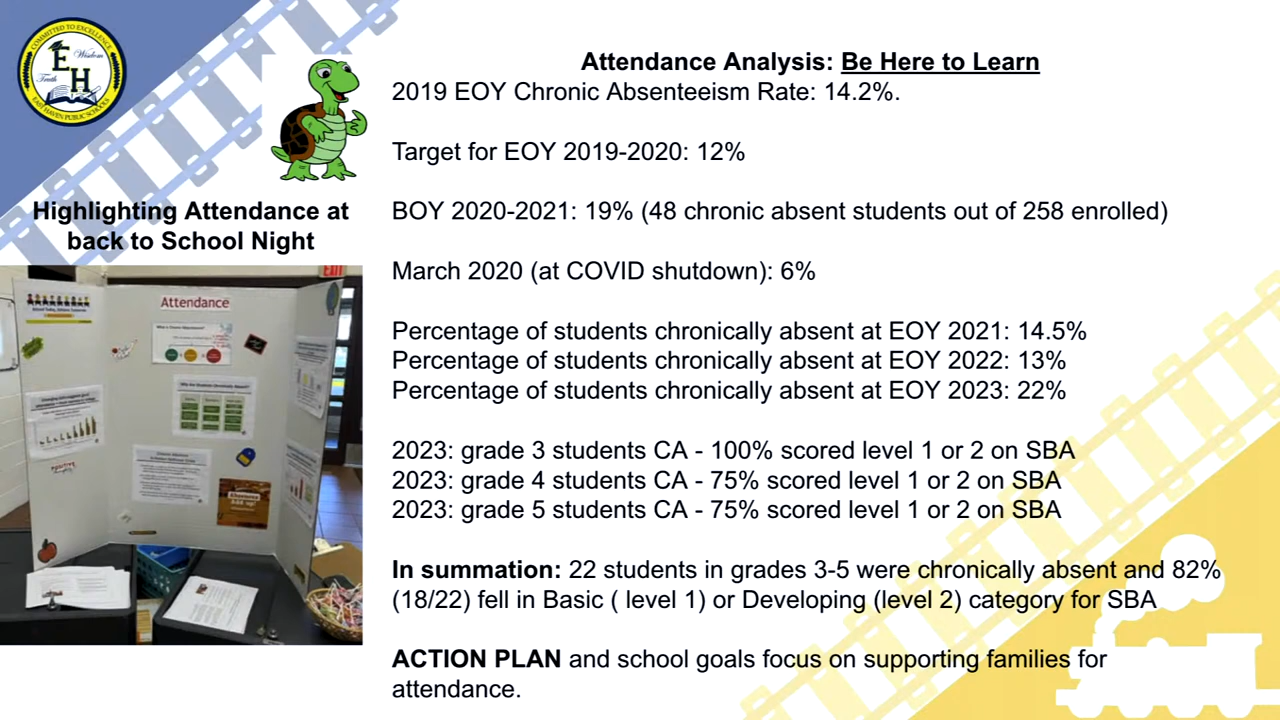 COMMITTED TO EXCELLENCE
E
Wisdom
Truth
H
EAST HAVEN PUBLIC SCHOOLS
Attendance Analysis: Be Here to Learn
2019 EOY Chronic Absenteeism Rate: 14.2%.
Target for EOY 2019-2020: 12%
BOY 2020-2021: 19% (48 chronic absent students out of 258 enrolled)
March 2020 (at COVID shutdown): 6%
Percentage of students chronically absent at EOY 2021: 14.5%
Percentage of students chronically absent at EOY 2022: 13%
Percentage of students chronically absent at EOY 2023: 22%
2023: grade 3 students CA - 100% scored level 1 or 2 on SBA
2023: grade 4 students CA - 75% scored level 1 or 2 on SBA
2023: grade 5 students CA - 75% scored level 1 or 2 on SBA
In summation: 22 students in grades 3-5 were chronically absent and 82%
(18/22) fell in Basic ( level 1) or Developing (level 2) category for SBA
ACTION PLAN and school goals focus on supporting families for
attendance.
Highlighting Attendance at
back to School Night
EXIT
Attendance